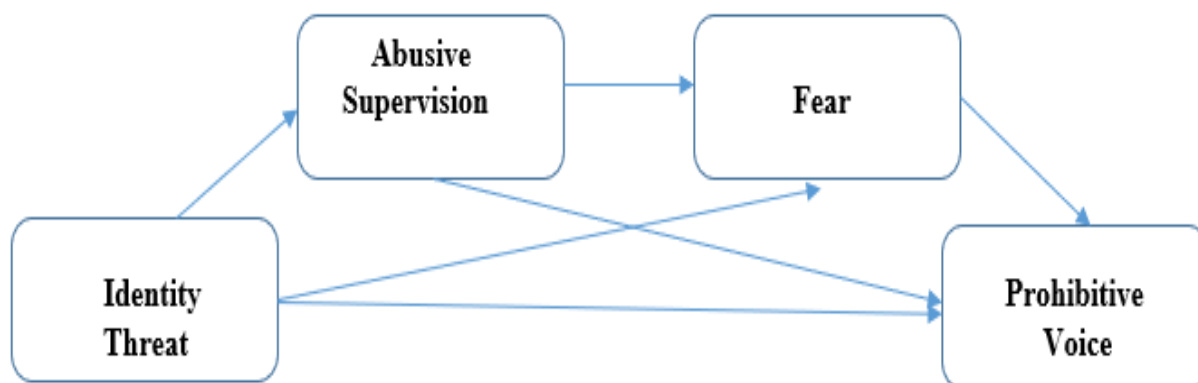 Abusive
Supervision
Fear
Identity
Threat
Prohibitive
Voice